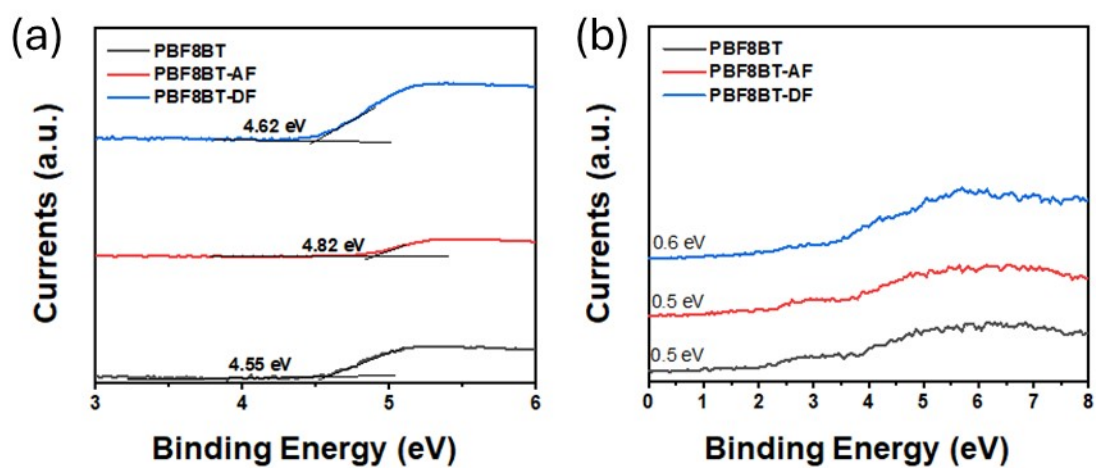 (a)
PBF8BT
PBF8BT-AF
PBF8BT-DF
4.62 eV
4.82 eV
4.55 eV
Currents (a.u.)
3 4 5 6
Binding Energy (eV)
(b)
PBF8BT
PBF8BT-AF
PBF8BT-DF
0.6 eV
0.5 eV
0.5 eV
Currents (a.u.)
0 1 2 3 4 5 6 7 8
Binding Energy (eV)